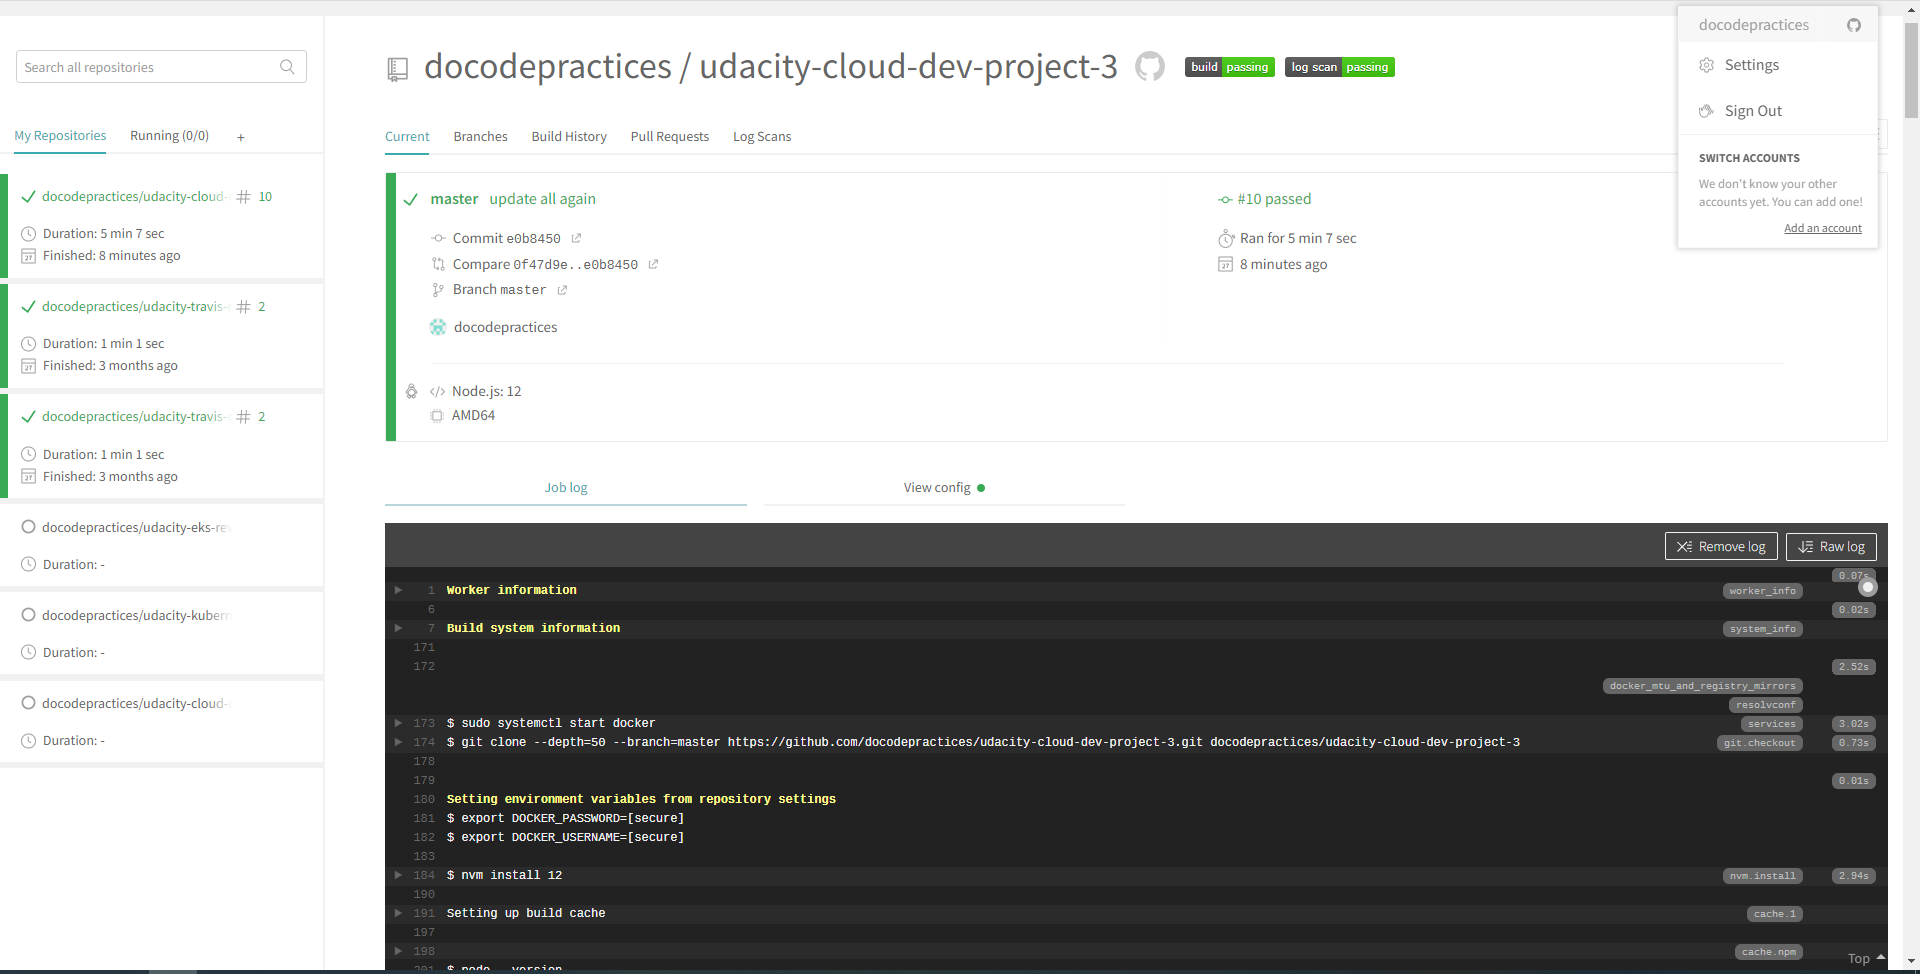 Search all repositories
My Repositories Running (0/0) +
docodepractices/udacity-cloud- # 10
Duration: 5 min 7 sec
Finished: 8 minutes ago
docodepractices/udacity-travis- # 2
Duration: 1 min 1 sec
Finished: 3 months ago
docodepractices/udacity-travis- # 2
Duration: 1 min 1 sec
Finished: 3 months ago
docodepractices/udacity-eks-re
Duration: -
docodepractices/udacity-kuber
Duration: -
docodepractices/udacity-cloud-
Duration: -
docodepractices / udacity-cloud-dev-project-3
build passing log scan passing
Current Branches Build History Pull Requests Log Scans
master update all again
Commit e0b8450
Compare 0f47d9e..e0b8450
Branch master
docodepractices
#10 passed
Ran for 5 min 7 sec
8 minutes ago
Node.js: 12
AMD64
docodepractices
Settings
Sign Out
SWITCH ACCOUNTS
We don't know your other
accounts yet. You can add one!
Add an account
Job log View config
Remove log Raw log
0.07s
1 Worker information worker_info
6 0.02s
7 Build system information system_info
171
172 2.52s
docker_mtu_and_registry_mirrors
resolvconf
173 $ sudo systemctl start docker services 3.02s
174 $ git clone --depth=50 --branch=master https://github.com/docodepractices/udacity-cloud-dev-project-3.git docodepractices/udacity-cloud-dev-project-3 git.checkout 0.73s
178
179 0.01s
180 Setting environment variables from repository settings
181 $ export DOCKER_PASSWORD=[secure]
182 $ export DOCKER_USERNAME=[secure]
183
184 $ nvm install 12 nvm.install 2.94s
190
191 Setting up build cache cache.1
197
198 cache.npm
201 $ node --version
Top